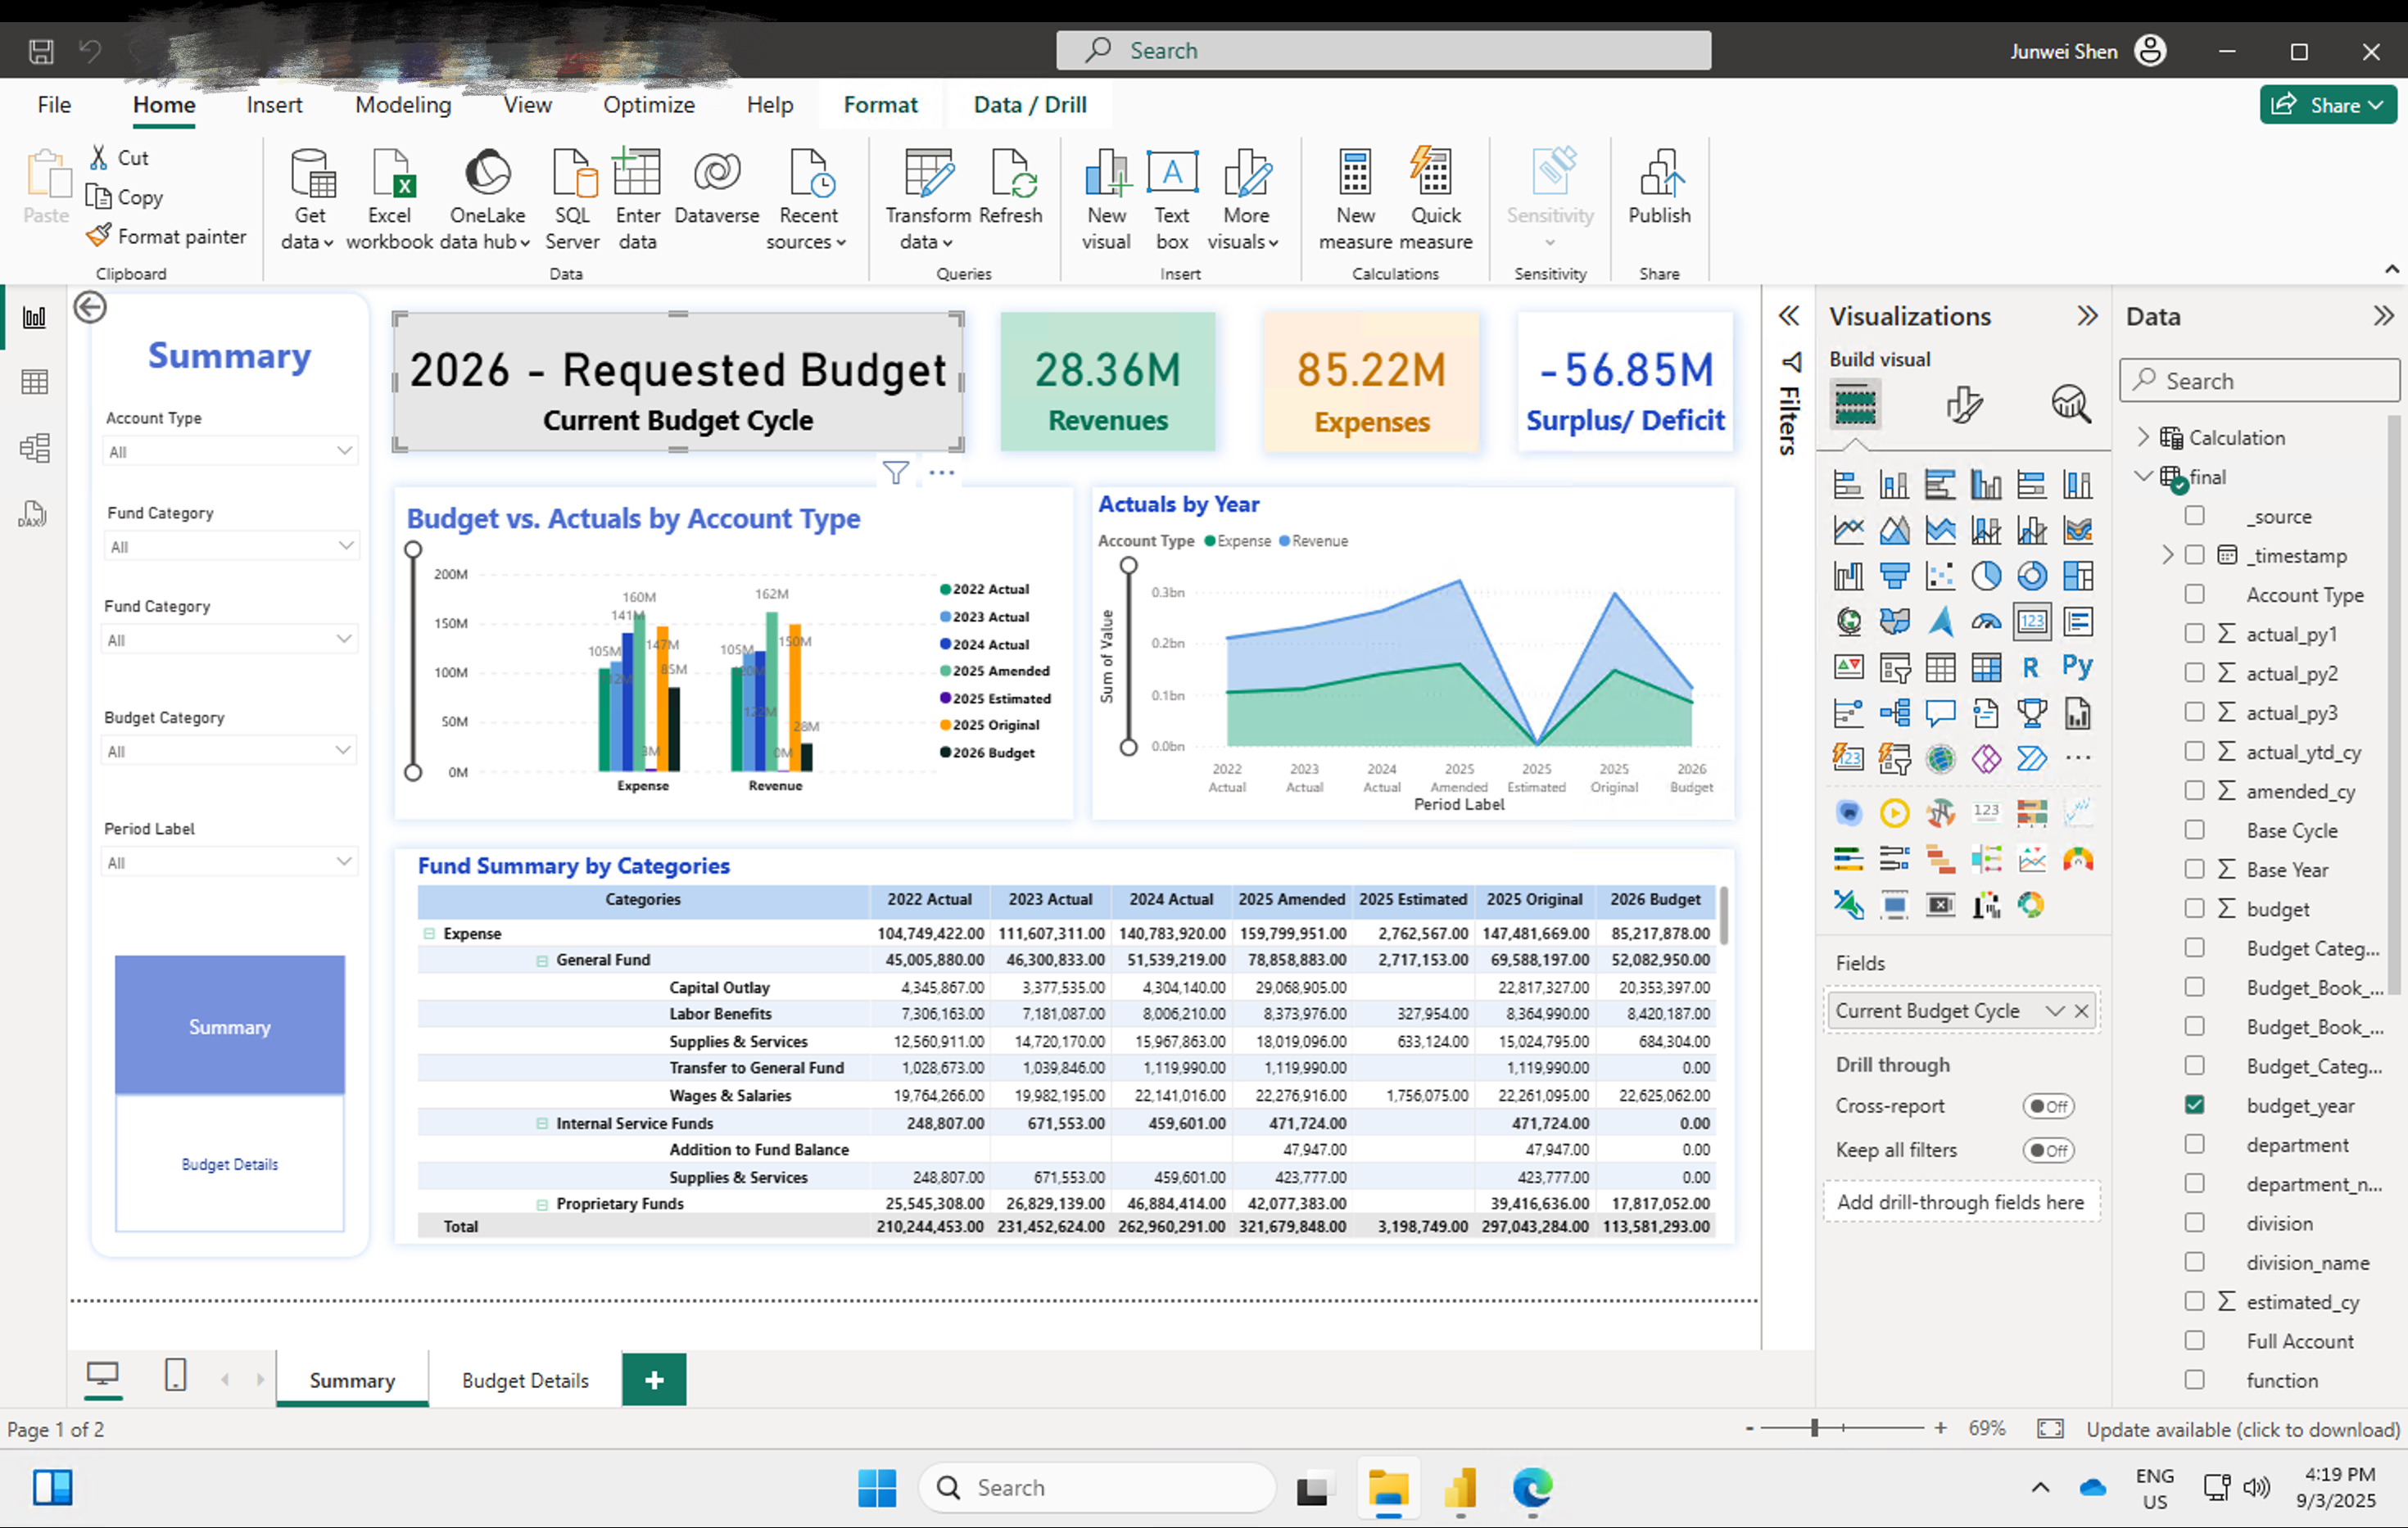 Search
Junwei Shen
File Home Insert Modeling View Optimize Help Format Data / Drill Share
Paste
Cut
Copy
Format painter
Clipboard
Get data
Excel workbook
OneLake data hub
SQL Server
Enter data
Dataverse
Recent sources
Data
Transform data
Refresh
Queries
New visual
Text box
More visuals
Insert
New measure
Quick measure
Calculations
Sensitivity
Sensitivity
Publish
Share
Summary
Account Type
All
Fund Category
All
Fund Category
All
Budget Category
All
Period Label
All
Summary
Budget Details
2026 - Requested Budget
Current Budget Cycle
28.36M
Revenues
85.22M
Expenses
-56.85M
Surplus/ Deficit
Budget vs. Actuals by Account Type
200M
150M
100M
50M
0M
105M
141M
160M
3M
147M
85M
105M
162M
0M
150M
28M
Expense
Revenue
2022 Actual
2023 Actual
2024 Actual
2025 Amended
2025 Estimated
2025 Original
2026 Budget
Actuals by Year
Account Type Expense Revenue
Sum of Value
0.3bn
0.2bn
0.1bn
0.0bn
2022 Actual
2023 Actual
2024 Actual
2025 Amended
2025 Estimated
2025 Original
2026 Budget
Period Label
Fund Summary by Categories
Categories 2022 Actual 2023 Actual 2024 Actual 2025 Amended 2025 Estimated 2025 Original 2026 Budget
Expense 104,749,422.00 111,607,311.00 140,783,920.00 159,799,951.00 2,762,567.00 147,481,669.00 85,217,878.00
General Fund 45,005,880.00 46,300,833.00 51,539,219.00 78,858,883.00 2,717,153.00 69,588,197.00 52,082,950.00
Capital Outlay 4,345,867.00 3,377,535.00 4,304,140.00 29,068,905.00 22,817,327.00 20,353,397.00
Labor Benefits 7,306,163.00 7,181,087.00 8,006,210.00 8,373,976.00 327,954.00 8,364,990.00 8,420,187.00
Supplies & Services 12,560,911.00 14,720,170.00 15,967,863.00 18,019,096.00 633,124.00 15,024,795.00 684,304.00
Transfer to General Fund 1,028,673.00 1,039,846.00 1,119,990.00 1,119,990.00 1,119,990.00 0.00
Wages & Salaries 19,764,266.00 19,982,195.00 22,141,016.00 22,276,916.00 1,756,075.00 22,261,095.00 22,625,062.00
Internal Service Funds 248,807.00 671,553.00 459,601.00 471,724.00 471,724.00 0.00
Addition to Fund Balance 47,947.00 47,947.00 0.00
Supplies & Services 248,807.00 671,553.00 459,601.00 423,777.00 423,777.00 0.00
Proprietary Funds 25,545,308.00 26,829,139.00 46,884,414.00 42,077,383.00 39,416,636.00 17,817,052.00
Total 210,244,453.00 231,452,624.00 262,960,291.00 321,679,848.00 3,198,749.00 297,043,284.00 113,581,293.00
Filters
Visualizations
Build visual
123
R
Py
123
123
Fields
Current Budget Cycle
Drill through
Cross-report Off
Keep all filters Off
Add drill-through fields here
Data
Search
Calculation
final
_source
_timestamp
Account Type
actual_py1
actual_py2
actual_py3
actual_ytd_cy
amended_cy
Base Cycle
Base Year
budget
Budget Categ...
Budget_Book_...
Budget_Book_...
Budget_Categ...
budget_year
department
department_n...
division
division_name
estimated_cy
Full Account
function
DAX
Summary
Budget Details
Page 1 of 2
69%
Update available (click to download)
Search
ENG
US
4:19 PM
9/3/2025